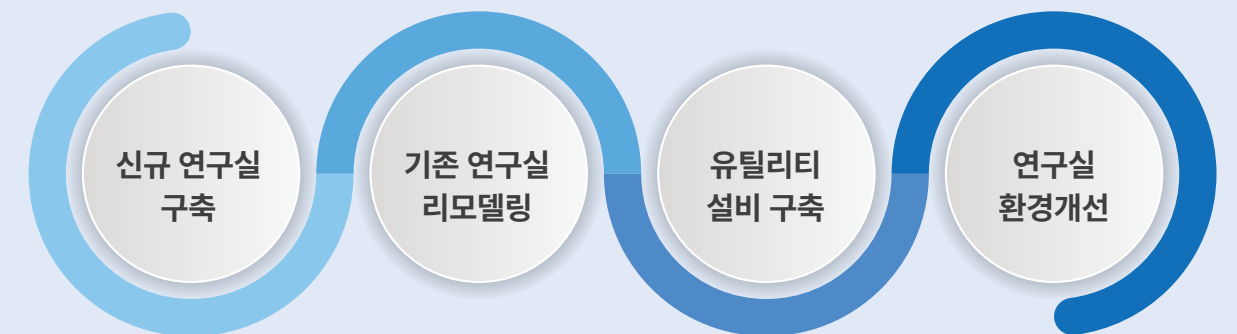 신규 연구실
구축
기존 연구실
리모델링
유틸리티
설비 구축
연구실
환경개선